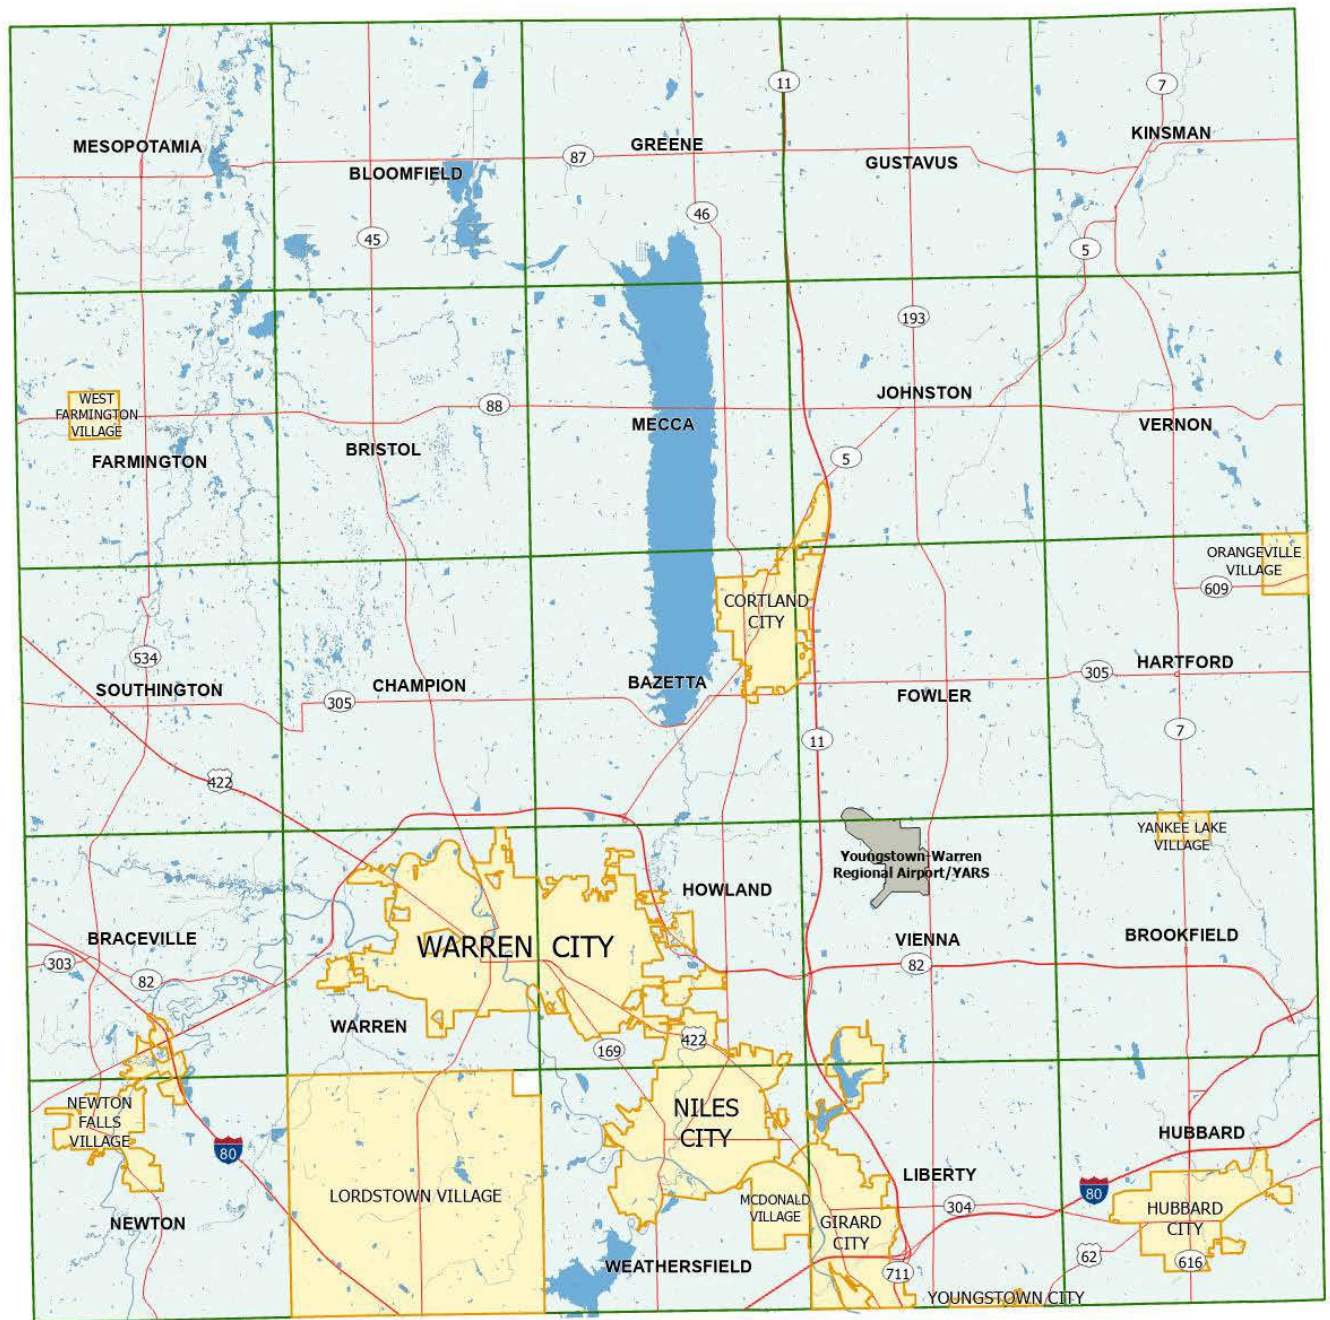 11
7
MESOPOTAMIA
GREENE
KINSMAN
87
BLOOMFIELD
GUSTAVUS
46
45
5
193
WEST
FARMINGTON
VILLAGE
88
JOHNSTON
MECCA
VERNON
BRISTOL
FARMINGTON
5
ORANGEVILLE
VILLAGE
609
CORTLAND
CITY
534
SOUTHINGTON
CHAMPION
BAZETTA
305
FOWLER
305
HARTFORD
7
11
422
YANKEE LAKE
VILLAGE
Youngstown-Warren
Regional Airport/YARS
HOWLAND
BRACEVILLE
WARREN CITY
VIENNA
BROOKFIELD
303
82
82
WARREN
169
422
NEWTON
FALLS
VILLAGE
NILES
CITY
80
HUBBARD
LIBERTY
LORDSTOWN VILLAGE
MCDONALD
VILLAGE
304
80
HUBBARD
CITY
NEWTON
GIRARD
CITY
62
616
WEATHERSFIELD
711
YOUNGSTOWN CITY